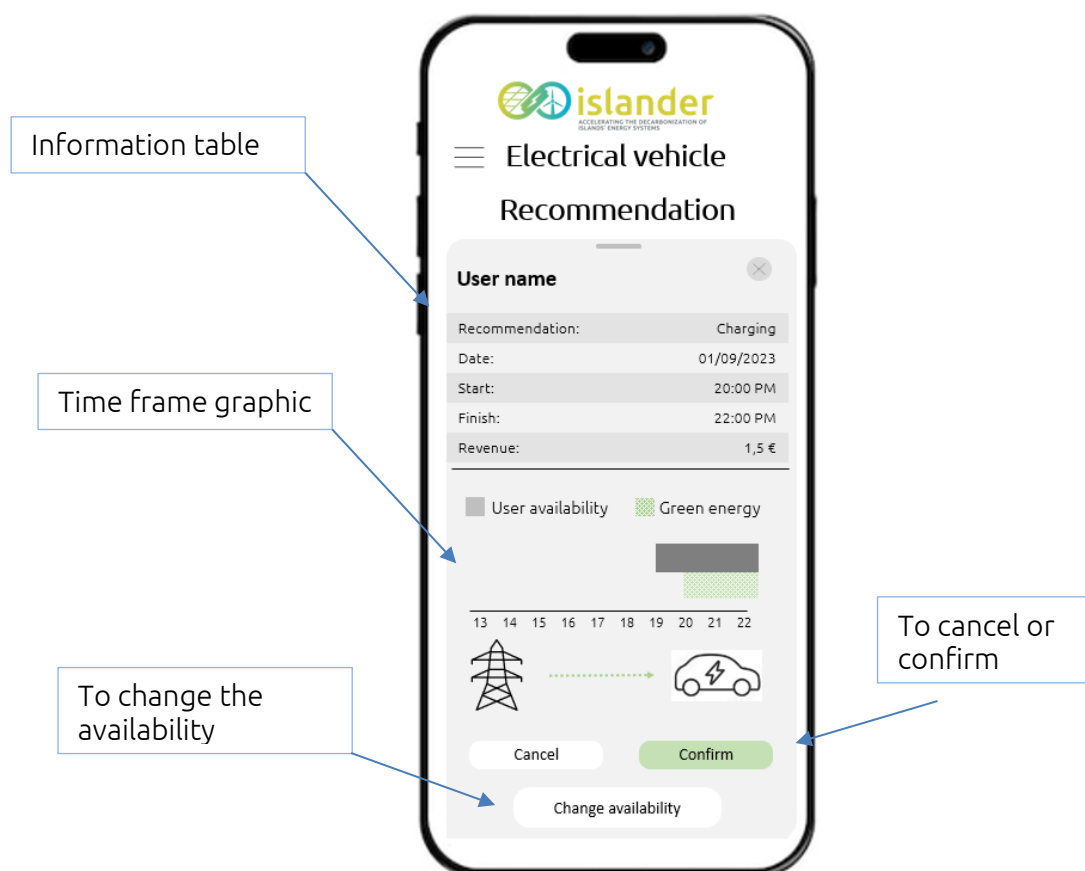 islander
ACCELERATING THE DECARBONIZATION OF
ISLANDS' ENERGY SYSTEMS
Information table
Electrical vehicle
Recommendation
User name
Recommendation: Charging
Date: 01/09/2023
Start: 20:00 PM
Finish: 22:00 PM
Revenue: 1,5 €
Time frame graphic
User availability Green energy
13 14 15 16 17 18 19 20 21 22
To cancel or
confirm
To change the
availability
Cancel Confirm
Change availability